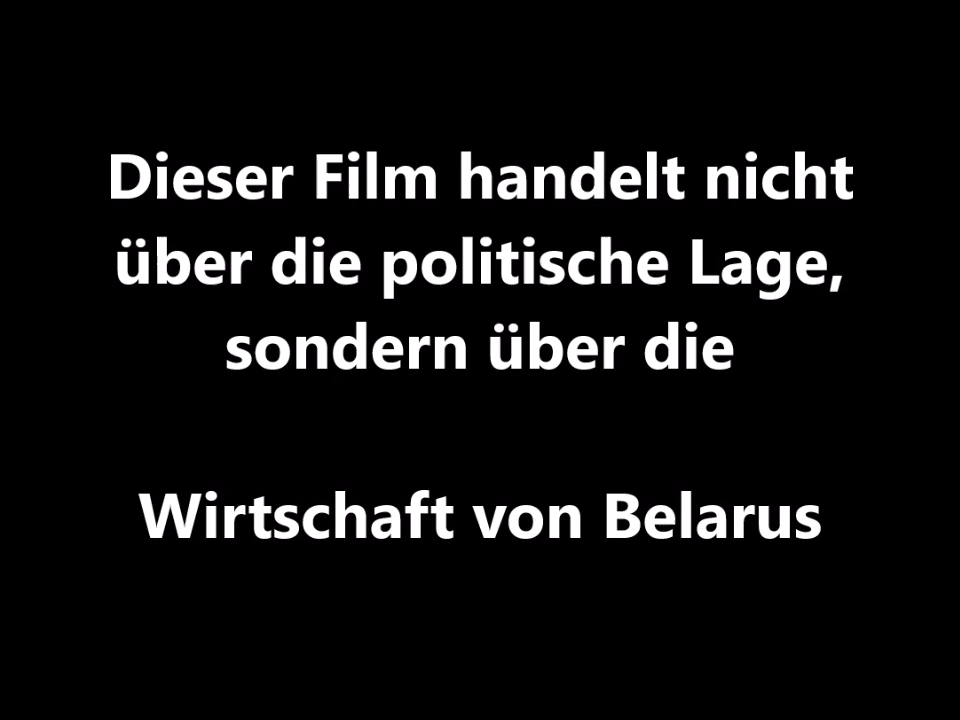 Dieser Film handelt nicht
über die politische Lage,
sondern über die
Wirtschaft von Belarus